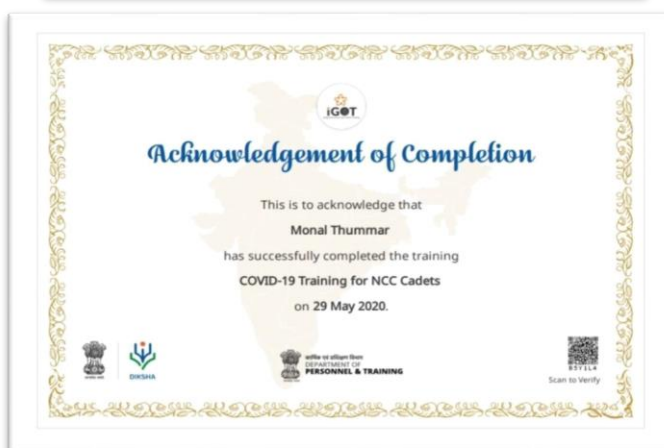 iGOT
Acknowledgement of Completion
This is to acknowledge that
Monal Thummar
has successfully completed the training
COVID-19 Training for NCC Cadets
on 29 May 2020.
DIKSHA
DEPARTMENT OF
PERSONNEL & TRAINING
Scan to Verify